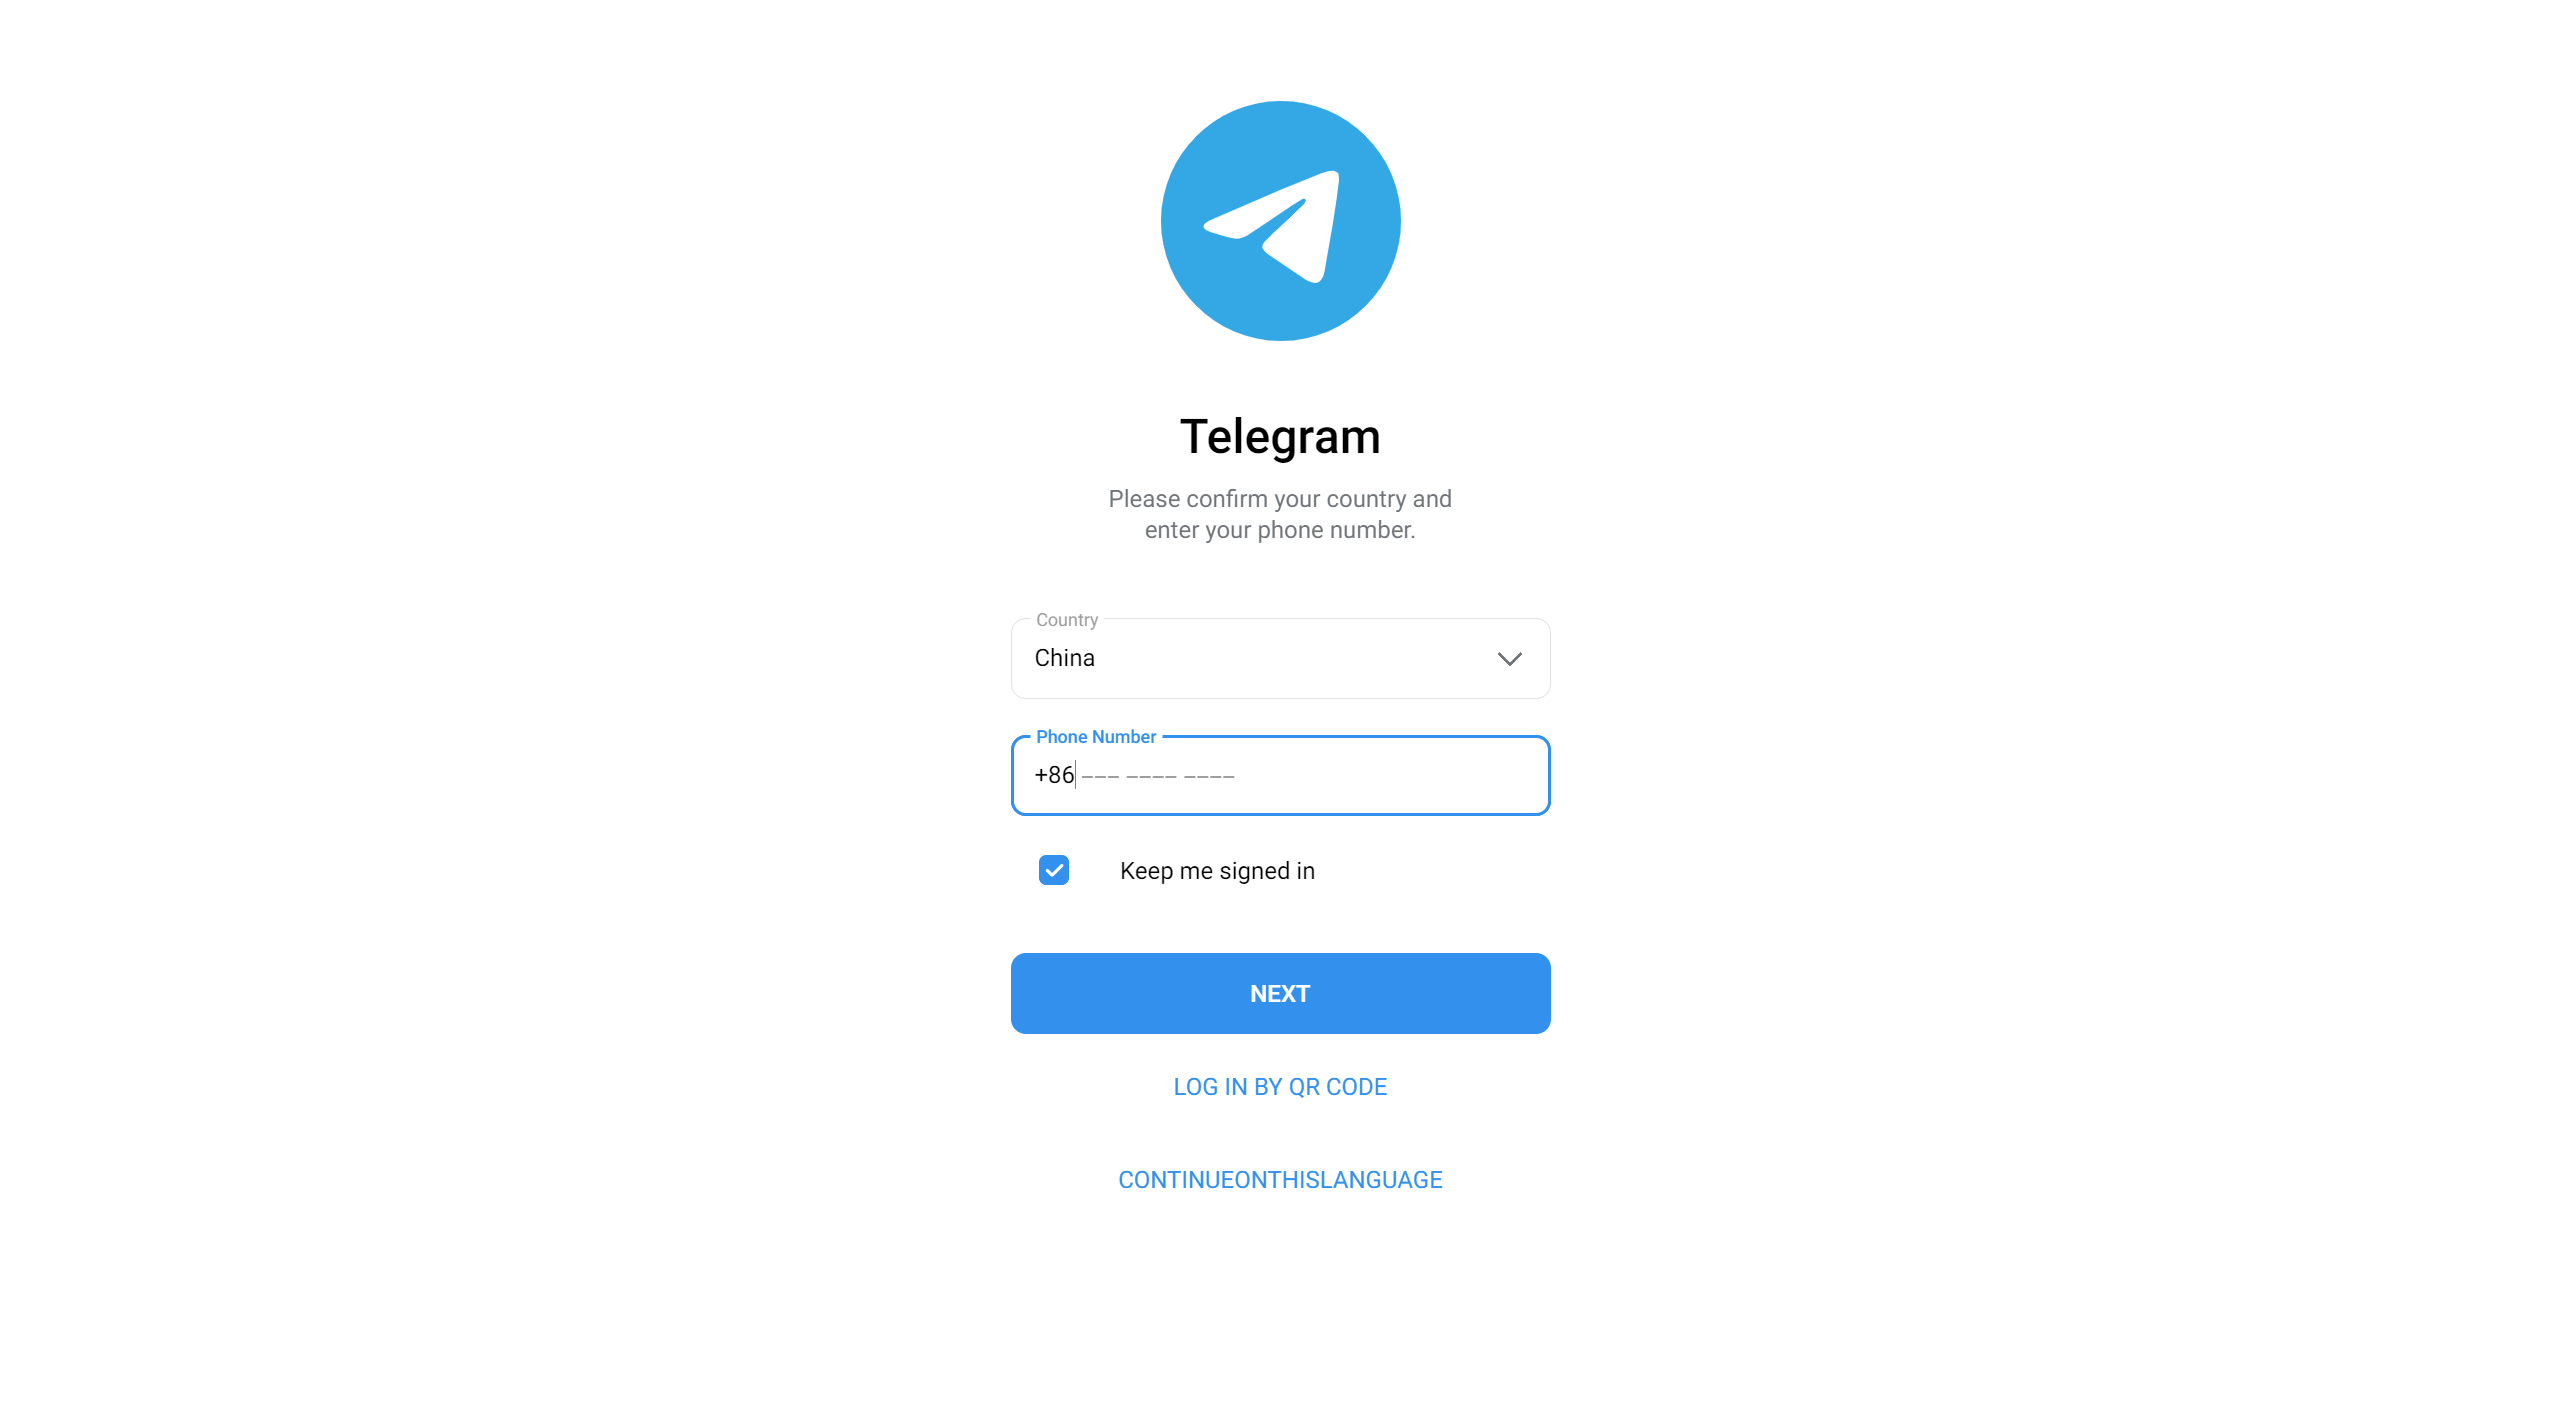 Telegram
Please confirm your country and
enter your phone number.
Country
China
Phone Number
+86 ‒‒‒ ‒‒‒‒ ‒‒‒‒
Keep me signed in
NEXT
LOG IN BY QR CODE
CONTINUEONTHISLANGUAGE